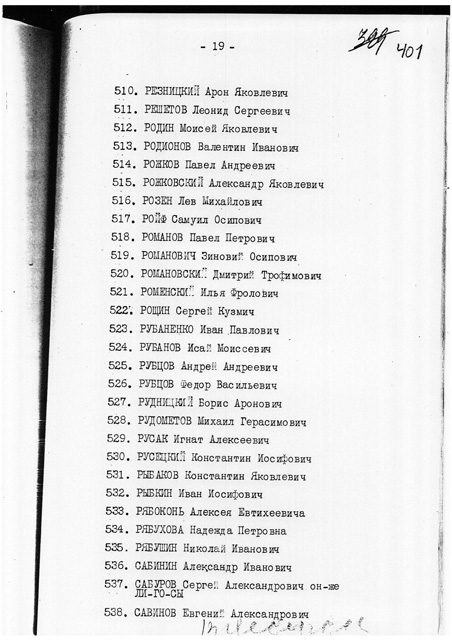 - 19 -
401
510. РЕЗНИЦКИЙ Арон Яковлевич
511. РЕШЕТОВ Леонид Сергеевич
512. РОДИН Моисей Яковлевич
513. РОДИОНОВ Валентин Иванович
514. РОЖКОВ Павел Андреевич
515. РОЖКОВСКИЙ Александр Яковлевич
516. РОЗЕН Лев Михайлович
517. РОЙФ Самуил Осипович
518. РОМАНОВ Павел Петрович
519. РОМАНОВИЧ Зиновий Осипович
520. РОМАНОВСКИЙ Дмитрий Трофимович
521. РОМЕНСКИЙ Илья Фролович
522. РОЩИН Сергей Кузмич
523. РУБАНЕНКО Иван Павлович
524. РУБАНОВ Исай Моиссевич
525. РУБЦОВ Андрей Андреевич
526. РУБЦОВ Федор Васильевич
527. РУДНИЦКИЙ Борис Аронович
528. РУДОМЕТОВ Михаил Герасимович
529. РУСАК Игнат Алексеевич
530. РУСЕЦКИЙ Константин Иосифович
531. РЫБАКОВ Константин Яковлевич
532. РЫБКИН Иван Иосифович
533. РЯБОКОНЬ Алексея Евтихеевича
534. РЯБУХОВА Надежда Петровна
535. РЯБУШИН Николай Иванович
536. САБИНИН Александр Иванович
537. САБУРОВ Сергей Александрович он-же
ЛИ-ГО-СЫ
538. САВИНОВ Евгений Александрович